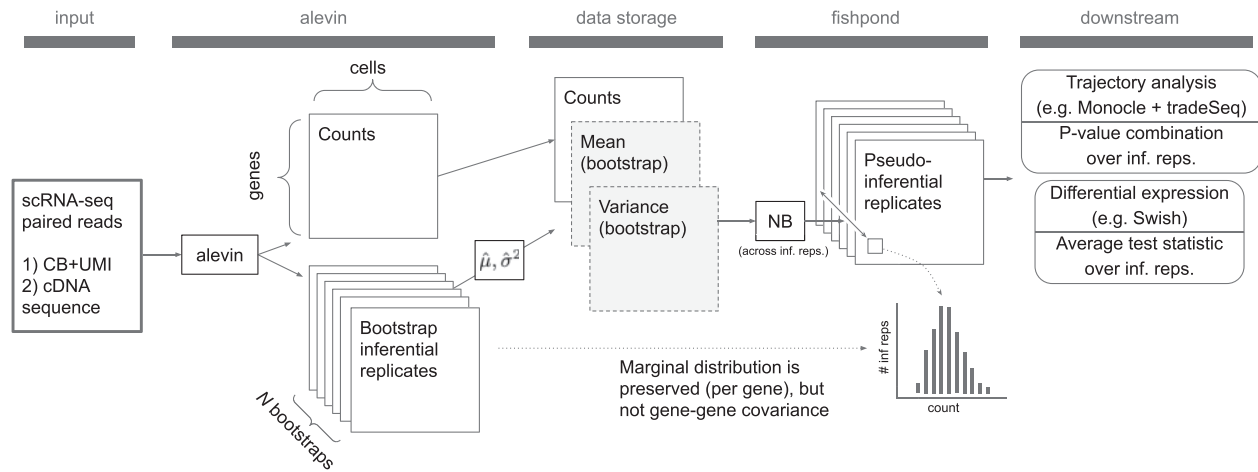 input
alevin
data storage
fishpond
downstream
scRNA-seq
paired reads
1) CB+UMI
2) cDNA
sequence
alevin
cells
genes
Counts
Bootstrap
inferential
replicates
N bootstraps
μ̂, σ̂²
Counts
Mean
(bootstrap)
Variance
(bootstrap)
NB
(across inf. reps.)
Pseudo-
inferential
replicates
Marginal distribution is
preserved (per gene), but
not gene-gene covariance
# inf reps
count
Trajectory analysis
(e.g. Monocle + tradeSeq)
P-value combination
over inf. reps.
Differential expression
(e.g. Swish)
Average test statistic
over inf. reps.